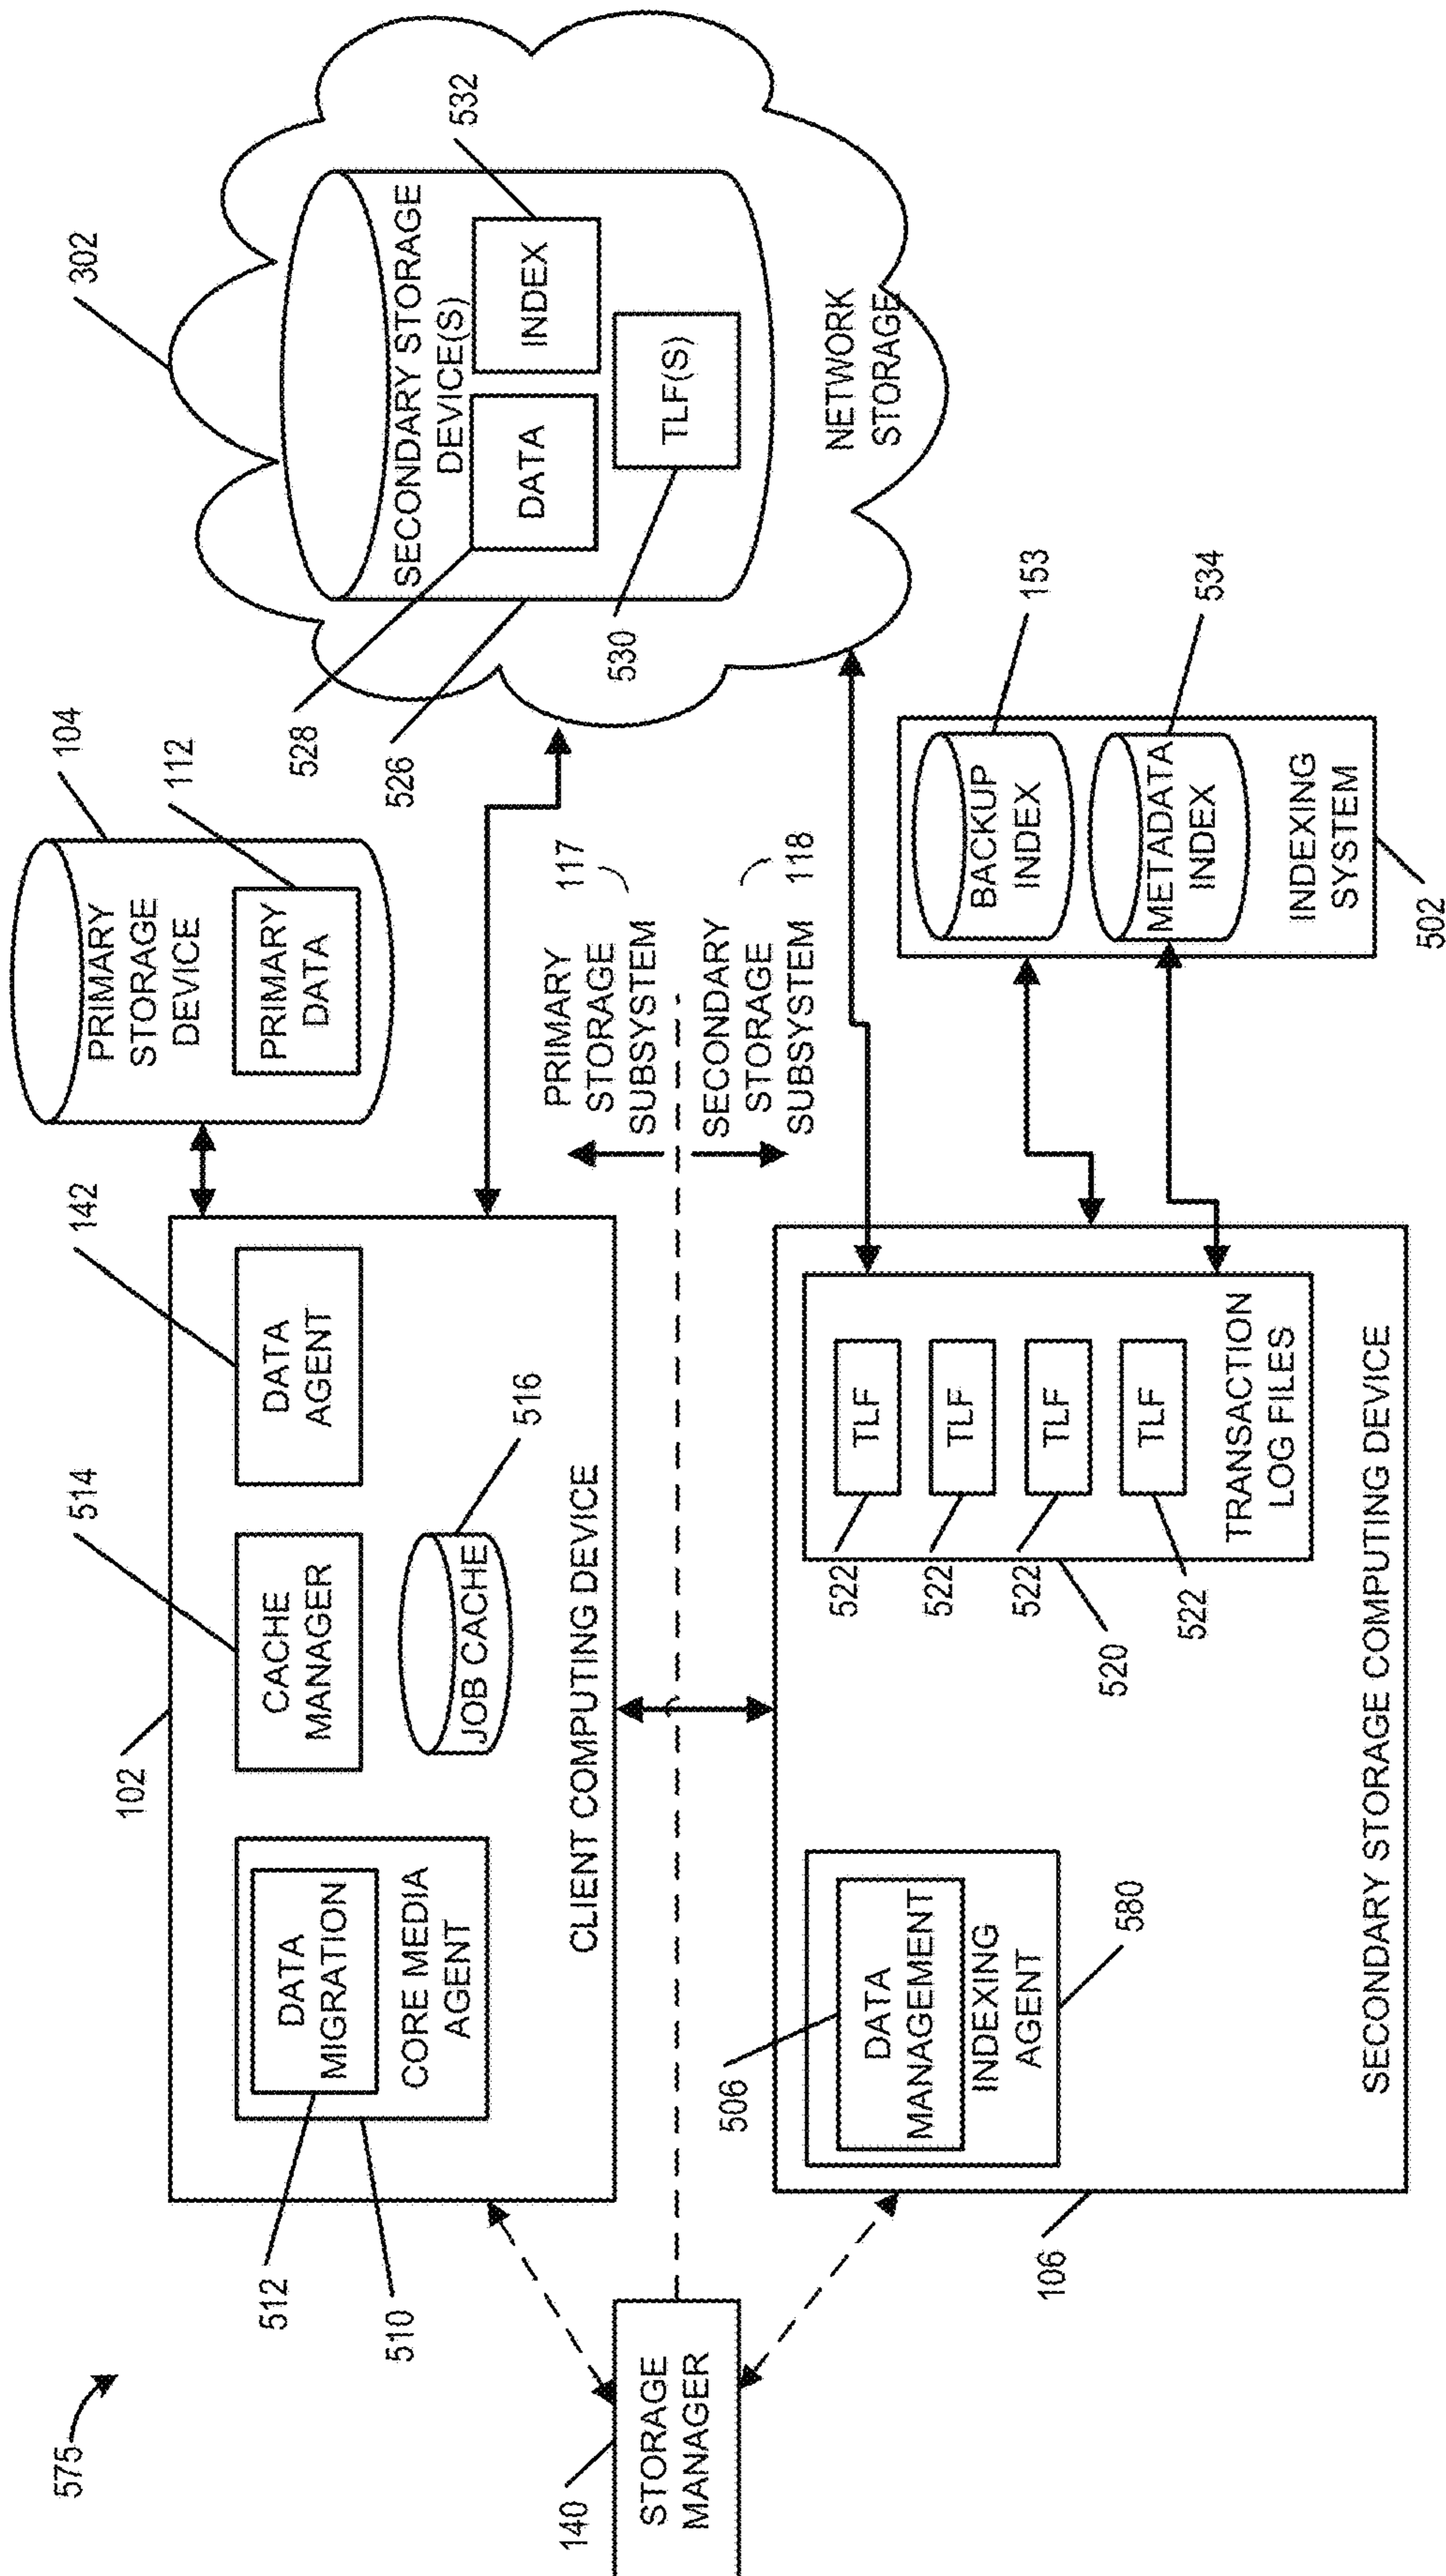 575
102
514
142
104
302
PRIMARY
STORAGE
DEVICE
PRIMARY
DATA
112
512
510
DATA
MIGRATION
CORE MEDIA
AGENT
CACHE
MANAGER
DATA
AGENT
JOB CACHE
516
CLIENT COMPUTING DEVICE
528
526
SECONDARY STORAGE
DEVICE(S)
DATA
INDEX
532
TLF(S)
530
NETWORK
STORAGE
140
STORAGE
MANAGER
PRIMARY
STORAGE
SUBSYSTEM
117
SECONDARY
STORAGE
SUBSYSTEM
118
506
DATA
MANAGEMENT
INDEXING
AGENT
580
522
TLF
522
TLF
522
TLF
522
TLF
TRANSACTION
LOG FILES
520
SECONDARY STORAGE COMPUTING DEVICE
106
BACKUP
INDEX
153
METADATA
INDEX
534
INDEXING
SYSTEM
502